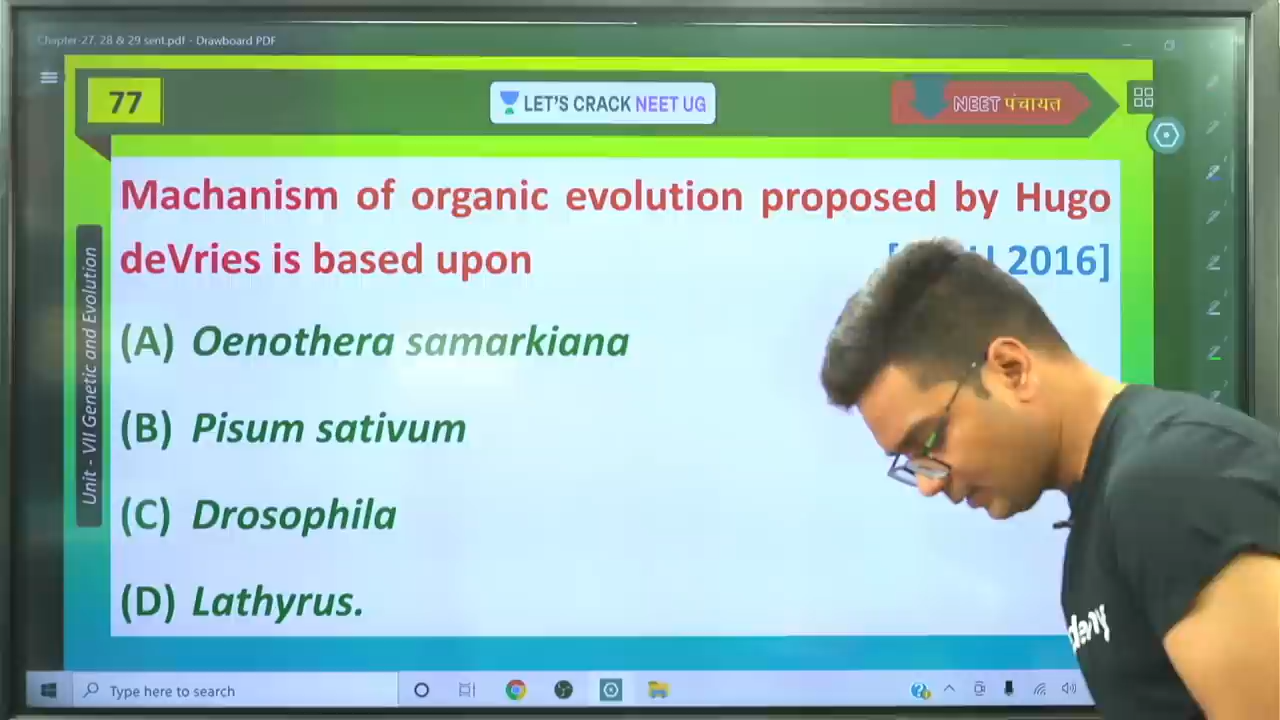 Chapter-27, 28 & 29 sent.pdf - Drawboard PDF
77
LET'S CRACK NEET UG
NEET पंचायत
Machanism of organic evolution proposed by Hugo
deVries is based upon
2016]
(A) Oenothera samarkiana
(B) Pisum sativum
(C) Drosophila
(D) Lathyrus.
Unit - VII Genetic and Evolution
Type here to search